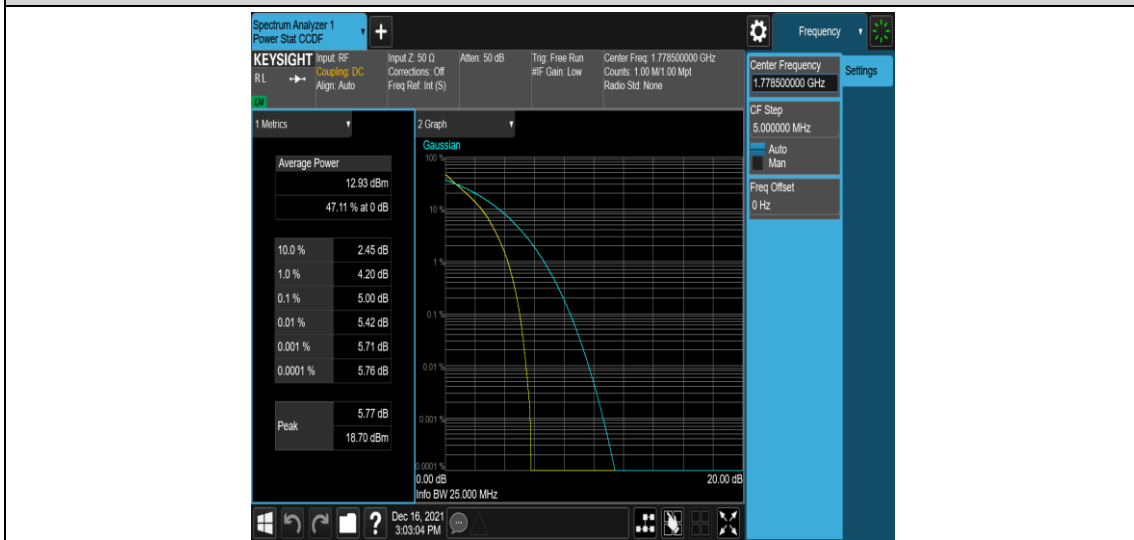 Spectrum Analyzer 1
Power Stat CCDF
Frequency
KEYSIGHT
RL
Input: RF
Coupling: DC
Align: Auto
Input Z: 50 Ω
Corrections: Off
Freq Ref: Int (S)
Atten: 50 dB
Trig: Free Run
#IF Gain: Low
Center Freq: 1.778500000 GHz
Counts: 1.00 M/1.00 Mpt
Radio Std: None
Center Frequency
1.778500000 GHz
Settings
CF Step
5.000000 MHz
Auto
Man
Freq Offset
0 Hz
1 Metrics
Average Power
12.93 dBm
47.11 % at 0 dB
10.0 % 2.45 dB
1.0 % 4.20 dB
0.1 % 5.00 dB
0.01 % 5.42 dB
0.001 % 5.71 dB
0.0001 % 5.76 dB
Peak
5.77 dB
18.70 dBm
2 Graph
Gaussian
100 %
10 %
1 %
0.1 %
0.01 %
0.001 %
0.0001 %
0.00 dB 20.00 dB
Info BW 25.000 MHz
?
Dec 16, 2021
3:03:04 PM